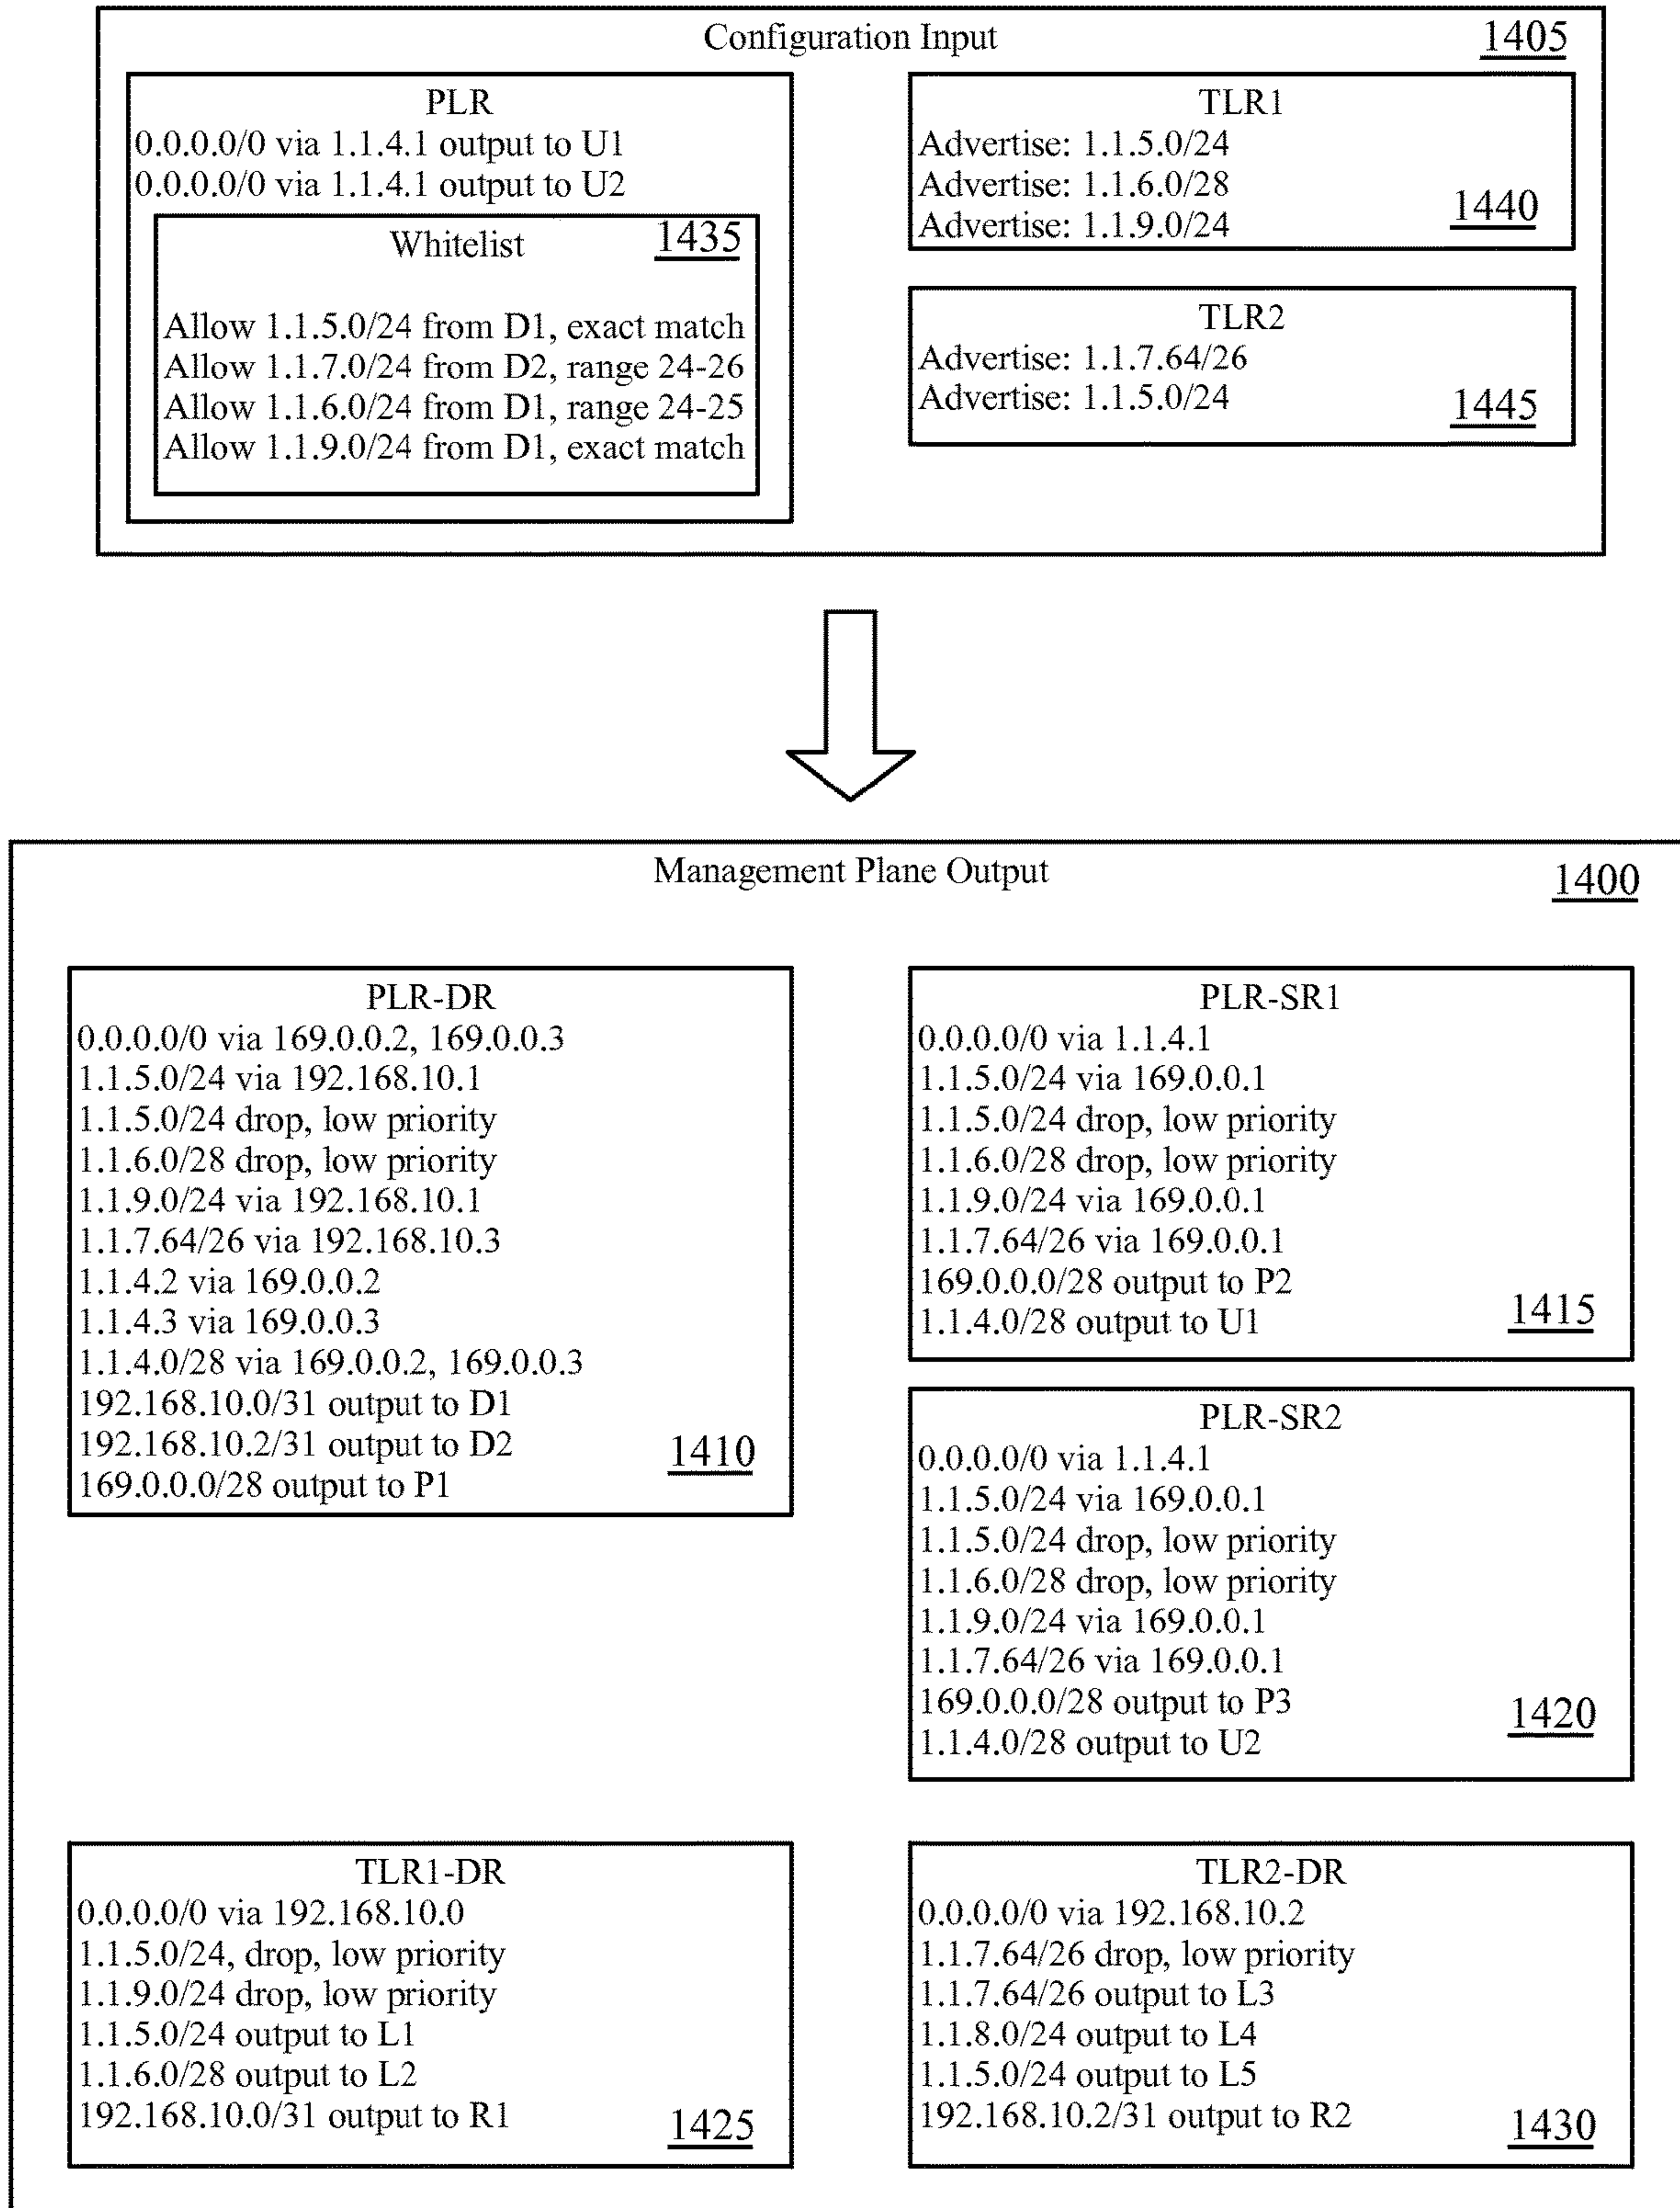 Configuration Input
1405
PLR
0.0.0.0/0 via 1.1.4.1 output to U1
0.0.0.0/0 via 1.1.4.1 output to U2
Whitelist
1435
Allow 1.1.5.0/24 from D1, exact match
Allow 1.1.7.0/24 from D2, range 24-26
Allow 1.1.6.0/24 from D1, range 24-25
Allow 1.1.9.0/24 from D1, exact match
TLR1
Advertise: 1.1.5.0/24
Advertise: 1.1.6.0/28
Advertise: 1.1.9.0/24
1440
TLR2
Advertise: 1.1.7.64/26
Advertise: 1.1.5.0/24
1445
Management Plane Output
1400
PLR-DR
0.0.0.0/0 via 169.0.0.2, 169.0.0.3
1.1.5.0/24 via 192.168.10.1
1.1.5.0/24 drop, low priority
1.1.6.0/28 drop, low priority
1.1.9.0/24 via 192.168.10.1
1.1.7.64/26 via 192.168.10.3
1.1.4.2 via 169.0.0.2
1.1.4.3 via 169.0.0.3
1.1.4.0/28 via 169.0.0.2, 169.0.0.3
192.168.10.0/31 output to D1
192.168.10.2/31 output to D2
169.0.0.0/28 output to P1
1410
PLR-SR1
0.0.0.0/0 via 1.1.4.1
1.1.5.0/24 via 169.0.0.1
1.1.5.0/24 drop, low priority
1.1.6.0/28 drop, low priority
1.1.9.0/24 via 169.0.0.1
1.1.7.64/26 via 169.0.0.1
169.0.0.0/28 output to P2
1.1.4.0/28 output to U1
1415
PLR-SR2
0.0.0.0/0 via 1.1.4.1
1.1.5.0/24 via 169.0.0.1
1.1.5.0/24 drop, low priority
1.1.6.0/28 drop, low priority
1.1.9.0/24 via 169.0.0.1
1.1.7.64/26 via 169.0.0.1
169.0.0.0/28 output to P3
1.1.4.0/28 output to U2
1420
TLR1-DR
0.0.0.0/0 via 192.168.10.0
1.1.5.0/24, drop, low priority
1.1.9.0/24 drop, low priority
1.1.5.0/24 output to L1
1.1.6.0/28 output to L2
192.168.10.0/31 output to R1
1425
TLR2-DR
0.0.0.0/0 via 192.168.10.2
1.1.7.64/26 drop, low priority
1.1.7.64/26 output to L3
1.1.8.0/24 output to L4
1.1.5.0/24 output to L5
192.168.10.2/31 output to R2
1430